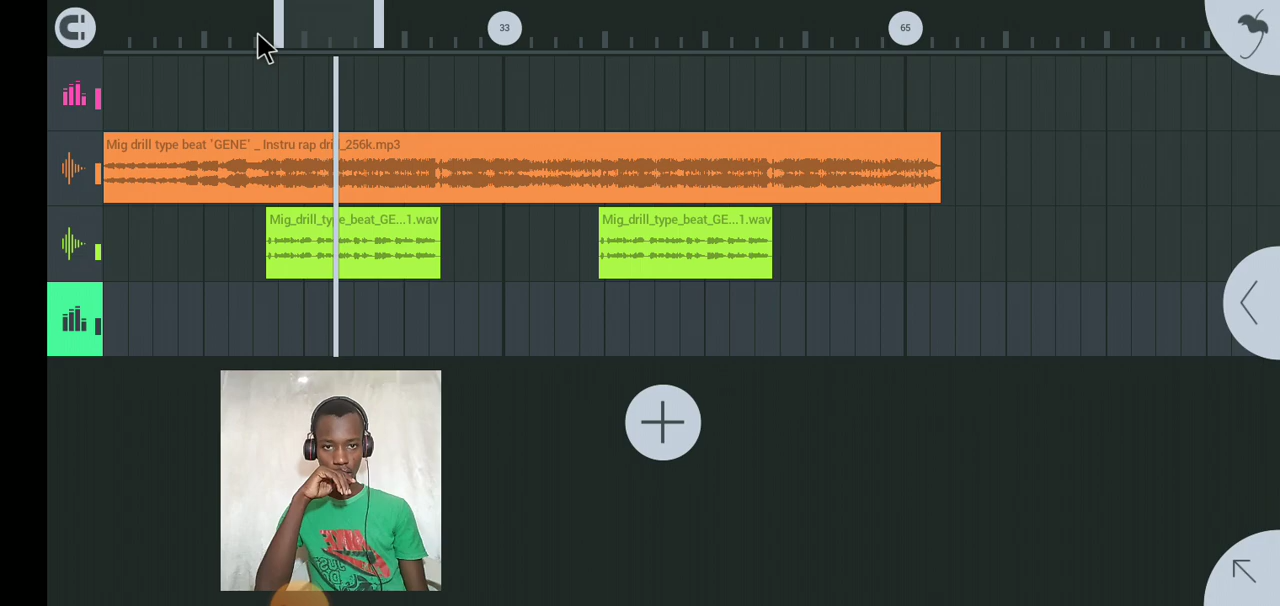 33
65
Mig drill type beat 'GENE' _ Instru rap dri
_256k.mp3
Mig_drill_type_beat_GE...1.wav
Mig_drill_type_beat_GE...1.wav